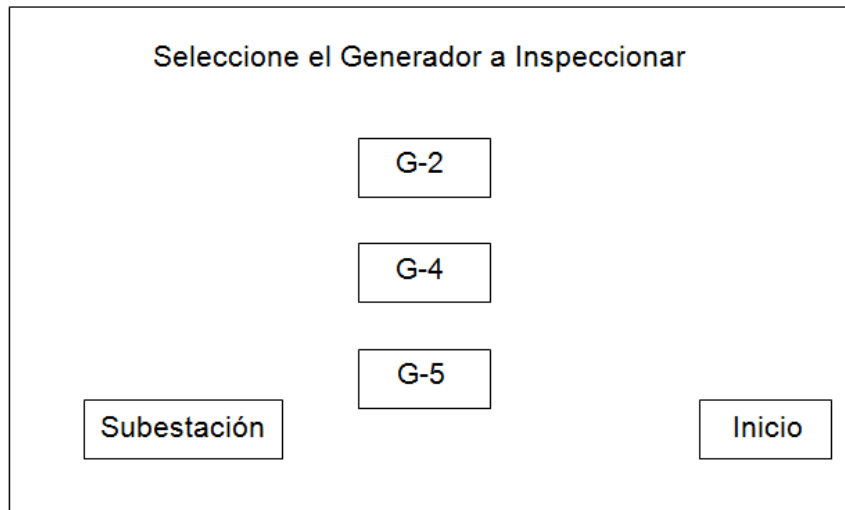 Seleccione el Generador a Inspeccionar
G-2
G-4
G-5
Subestación
Inicio